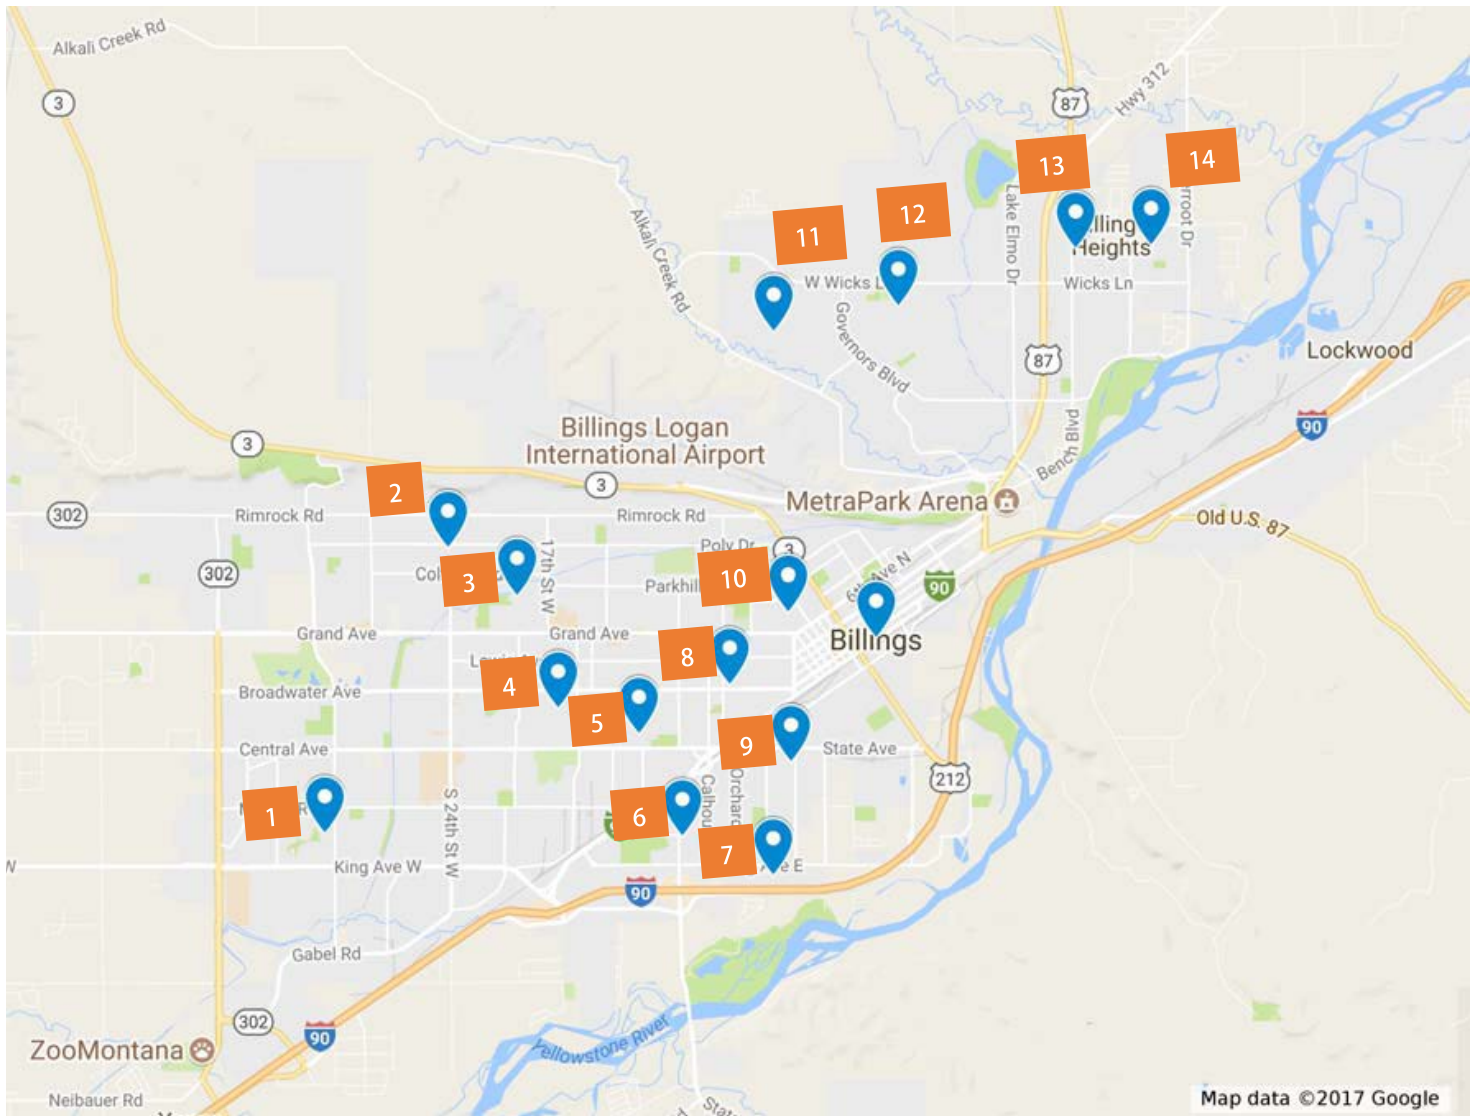 Alkali Creek Rd
3
87
Hwy 312
13
14
12
11
Lake Elmo Dr
Heights
Alkali Creek Rd
W Wicks L
Wicks Ln
Governors Blvd
87
Lockwood
90
Billings Logan
International Airport
3
3
2
Bench Blvd
MetraPark Arena
302
Rimrock Rd
Rimrock Rd
Old U.S. 87
Poly Dr
3
302
3
17th St W
10
6th Ave N
90
Grand Ave
Grand Ave
Billings
8
4
Broadwater Ave
5
9
Central Ave
State Ave
212
1
S 24th St W
6
Orchard
7
King Ave W
E
90
Gabel Rd
302
90
ZooMontana
Yellowstone River
Neibauer Rd
Map data ©2017 Google